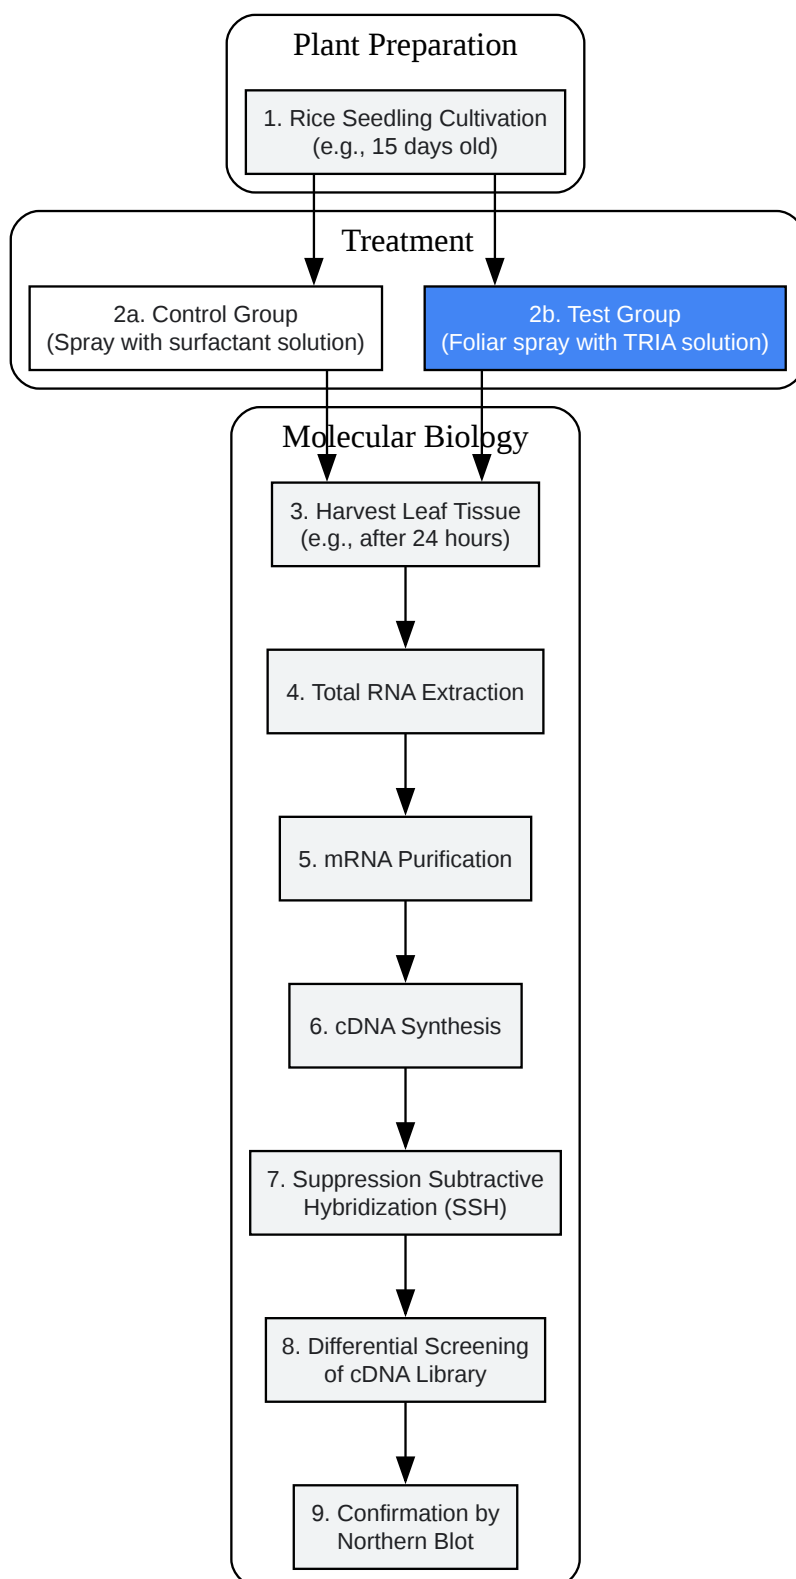 Plant Preparation
1. Rice Seedling Cultivation
(e.g., 15 days old)
Treatment
2a. Control Group
(Spray with surfactant solution)
2b. Test Group
(Foliar spray with TRIA solution)
Molecular Biology
3. Harvest Leaf Tissue
(e.g., after 24 hours)
4. Total RNA Extraction
5. mRNA Purification
6. cDNA Synthesis
7. Suppression Subtractive
Hybridization (SSH)
8. Differential Screening
of cDNA Library
9. Confirmation by
Northern Blot